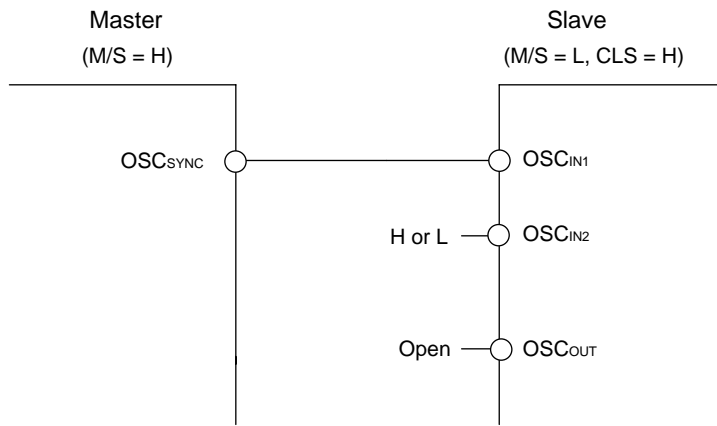 Master
(M/S = H)
Slave
(M/S = L, CLS = H)
OSCSYNC
OSCIN1
H or L
OSCIN2
Open
OSCOUT